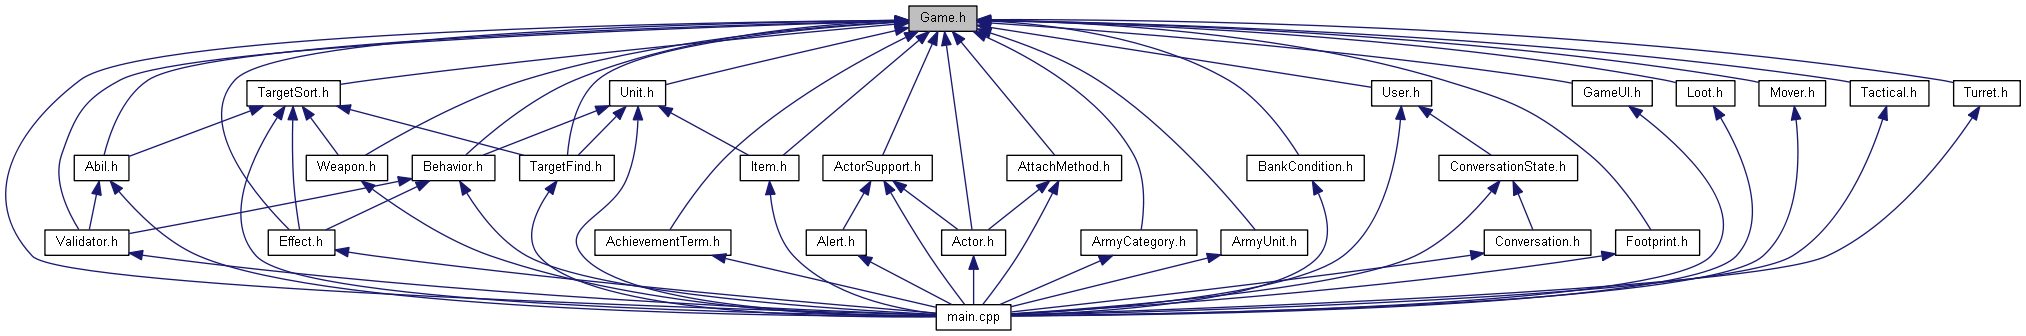 Game.h
TargetSort.h
Unit.h
User.h
GameUI.h
Loot.h
Mover.h
Tactical.h
Turret.h
Abil.h
Weapon.h
Behavior.h
TargetFind.h
Item.h
ActorSupport.h
AttachMethod.h
BankCondition.h
ConversationState.h
Validator.h
Effect.h
AchievementTerm.h
Alert.h
Actor.h
ArmyCategory.h
ArmyUnit.h
Conversation.h
Footprint.h
main.cpp